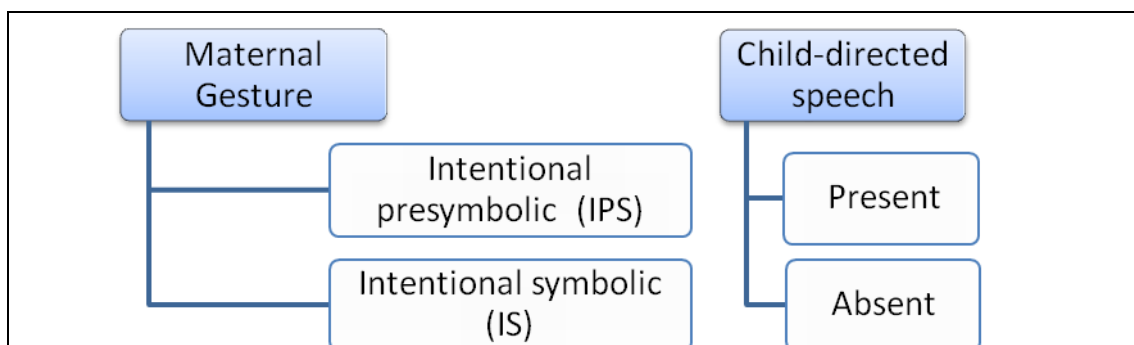 Maternal
Gesture
Intentional
presymbolic (IPS)
Intentional symbolic
(IS)
Child-directed
speech
Present
Absent